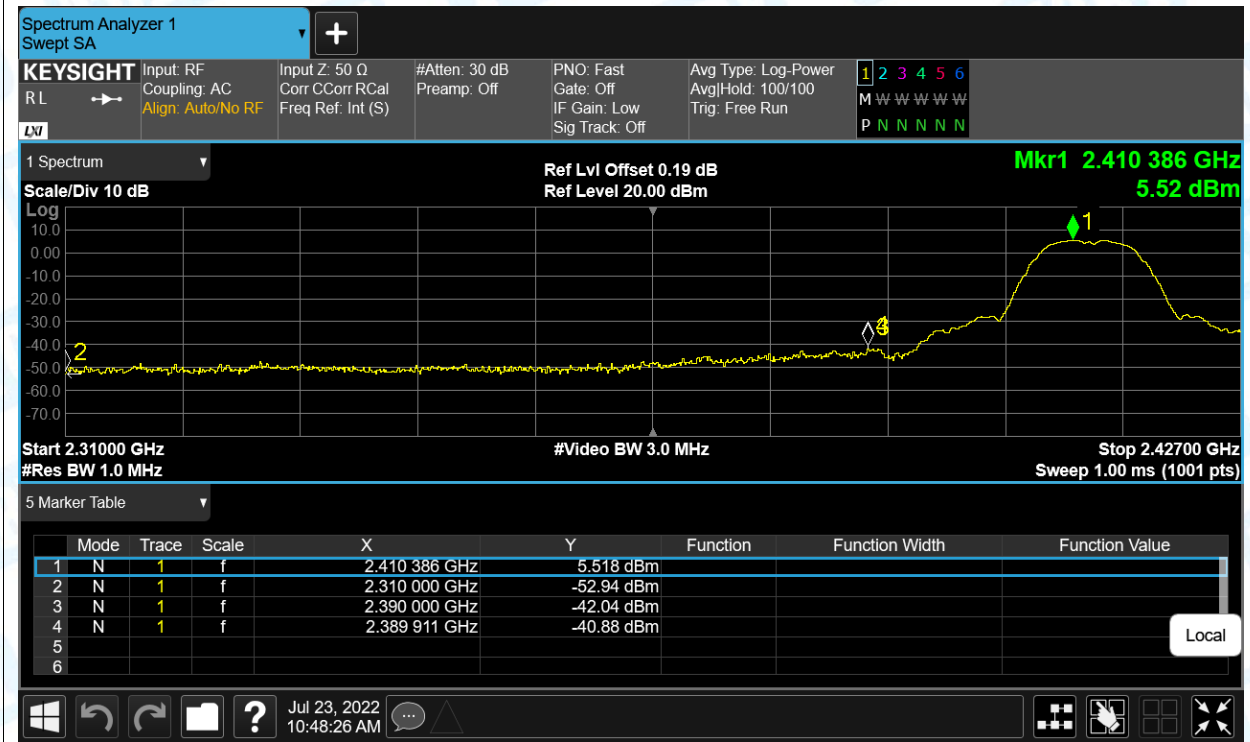 Spectrum Analyzer 1
Swept SA
KEYSIGHT Input: RF Input Z: 50 Ω #Atten: 30 dB PNO: Fast Avg Type: Log-Power 1 2 3 4 5 6
R L Coupling: AC Corr CCorr RCal Preamp: Off Gate: Off Avg|Hold: 100/100 M W W W W W W
Align: Auto/No RF Freq Ref: Int (S) IF Gain: Low Trig: Free Run
LXI Sig Track: Off P N N N N N N
1 Spectrum Ref Lvl Offset 0.19 dB Mkr1 2.410 386 GHz
Scale/Div 10 dB Ref Level 20.00 dBm 5.52 dBm
Log
1
10.0
0.00
-10.0
-20.0
-30.0
-40.0
2
-50.0
-60.0
-70.0
Start 2.31000 GHz #Video BW 3.0 MHz Stop 2.42700 GHz
#Res BW 1.0 MHz Sweep 1.00 ms (1001 pts)
5 Marker Table
Mode Trace Scale X Y Function Function Width Function Value
1 N 1 f 2.410 386 GHz 5.518 dBm
2 N 1 f 2.310 000 GHz -52.94 dBm
3 N 1 f 2.390 000 GHz -42.04 dBm
4 N 1 f 2.389 911 GHz -40.88 dBm
5
6
Local
? Jul 23, 2022
10:48:26 AM